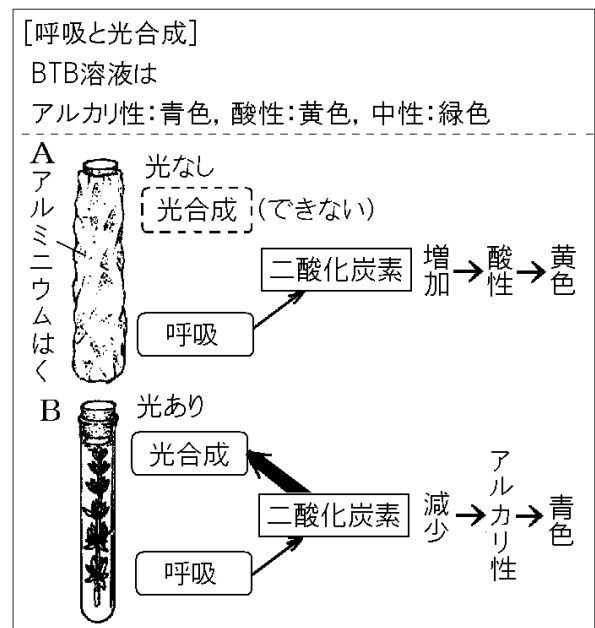 [呼吸と光合成]
BTB溶液は
アルカリ性:青色, 酸性:黄色, 中性:緑色
A
アルミニウムはく
光なし
光合成 (できない)
二酸化炭素 増加→酸性→黄色
呼吸
B
光あり
光合成
二酸化炭素 減少→アルカリ性→青色
呼吸